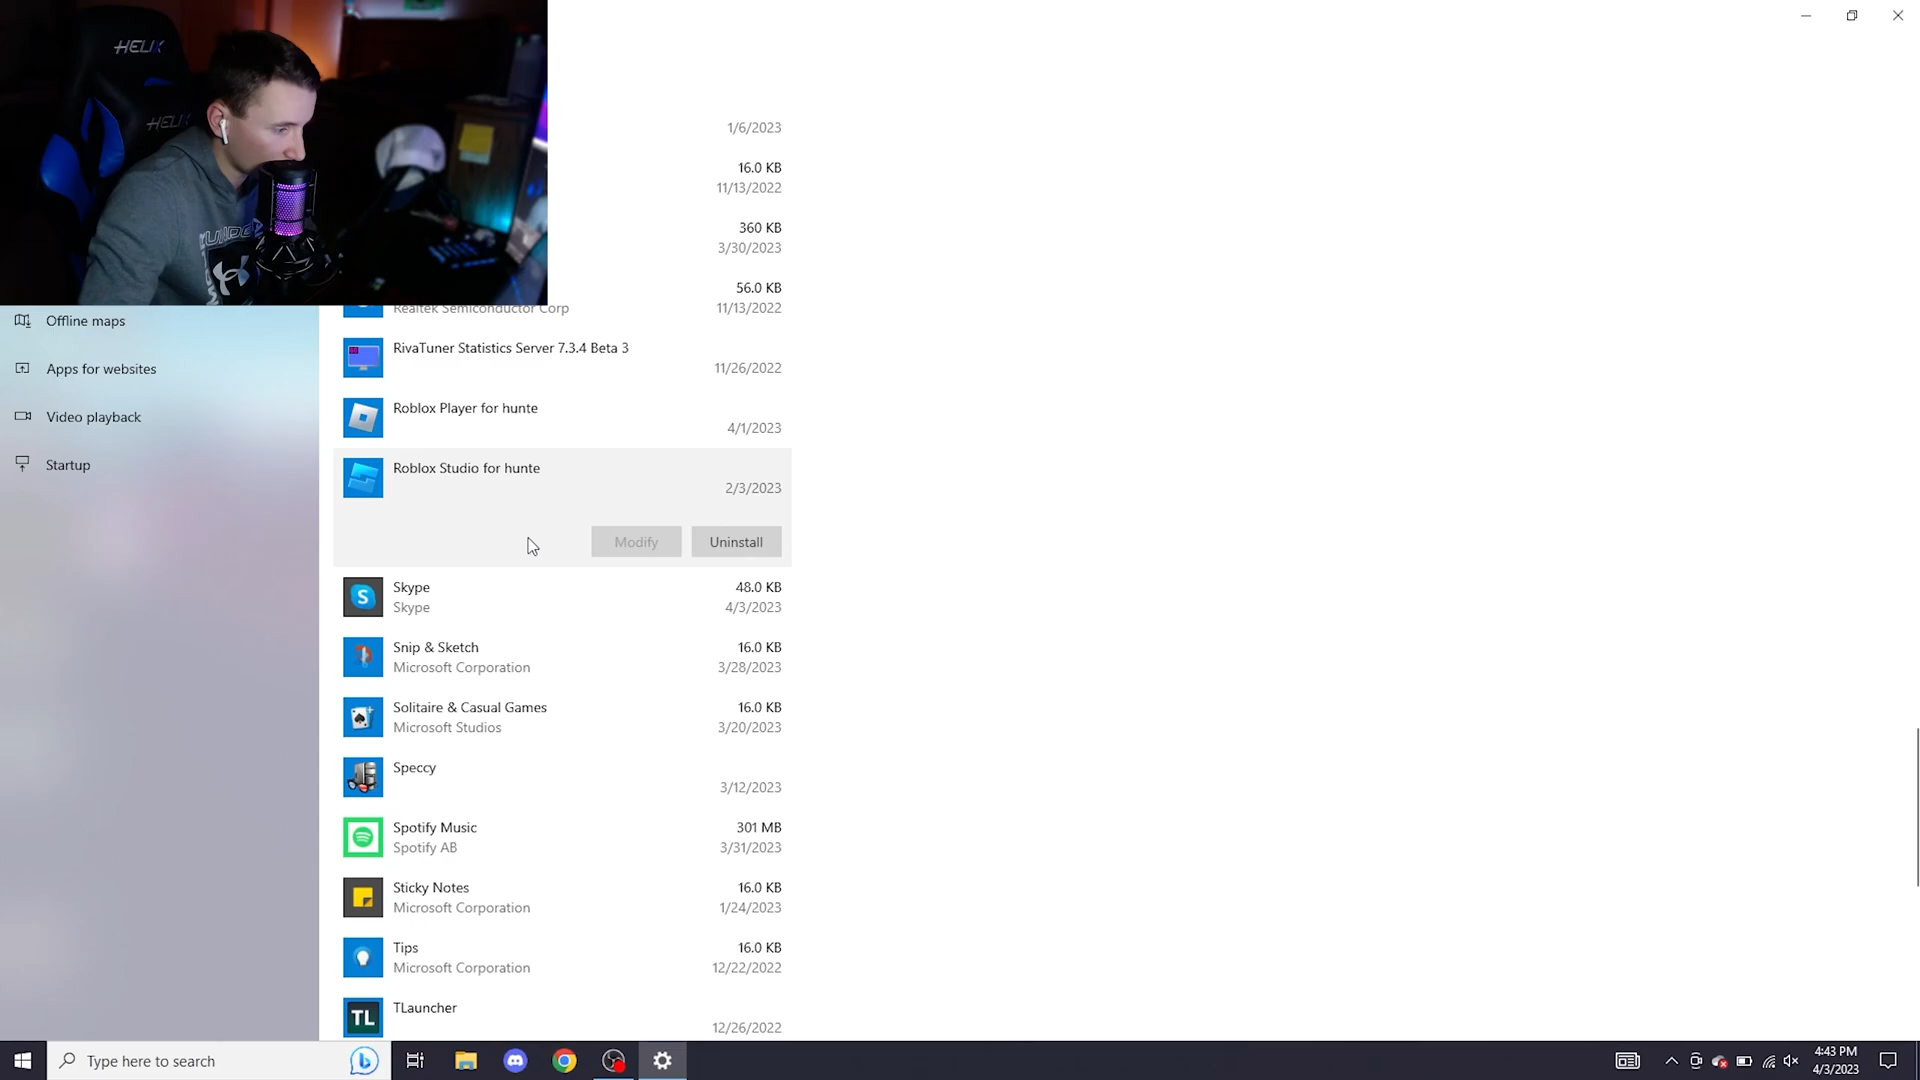 HELIX
HELIX
1/6/2023
16.0 KB
11/13/2022
360 KB
3/30/2023
56.0 KB
Realtek Semiconductor Corp
11/13/2022
Offline maps
Apps for websites
Video playback
Startup
RivaTuner Statistics Server 7.3.4 Beta 3
11/26/2022
Roblox Player for hunte
4/1/2023
Roblox Studio for hunte
2/3/2023
Modify
Uninstall
Skype
48.0 KB
Skype
4/3/2023
Snip & Sketch
16.0 KB
Microsoft Corporation
3/28/2023
Solitaire & Casual Games
16.0 KB
Microsoft Studios
3/20/2023
Speccy
3/12/2023
Spotify Music
301 MB
Spotify AB
3/31/2023
Sticky Notes
16.0 KB
Microsoft Corporation
1/24/2023
Tips
16.0 KB
Microsoft Corporation
12/22/2022
TL
TLauncher
12/26/2022
Type here to search
4:43 PM
4/3/2023